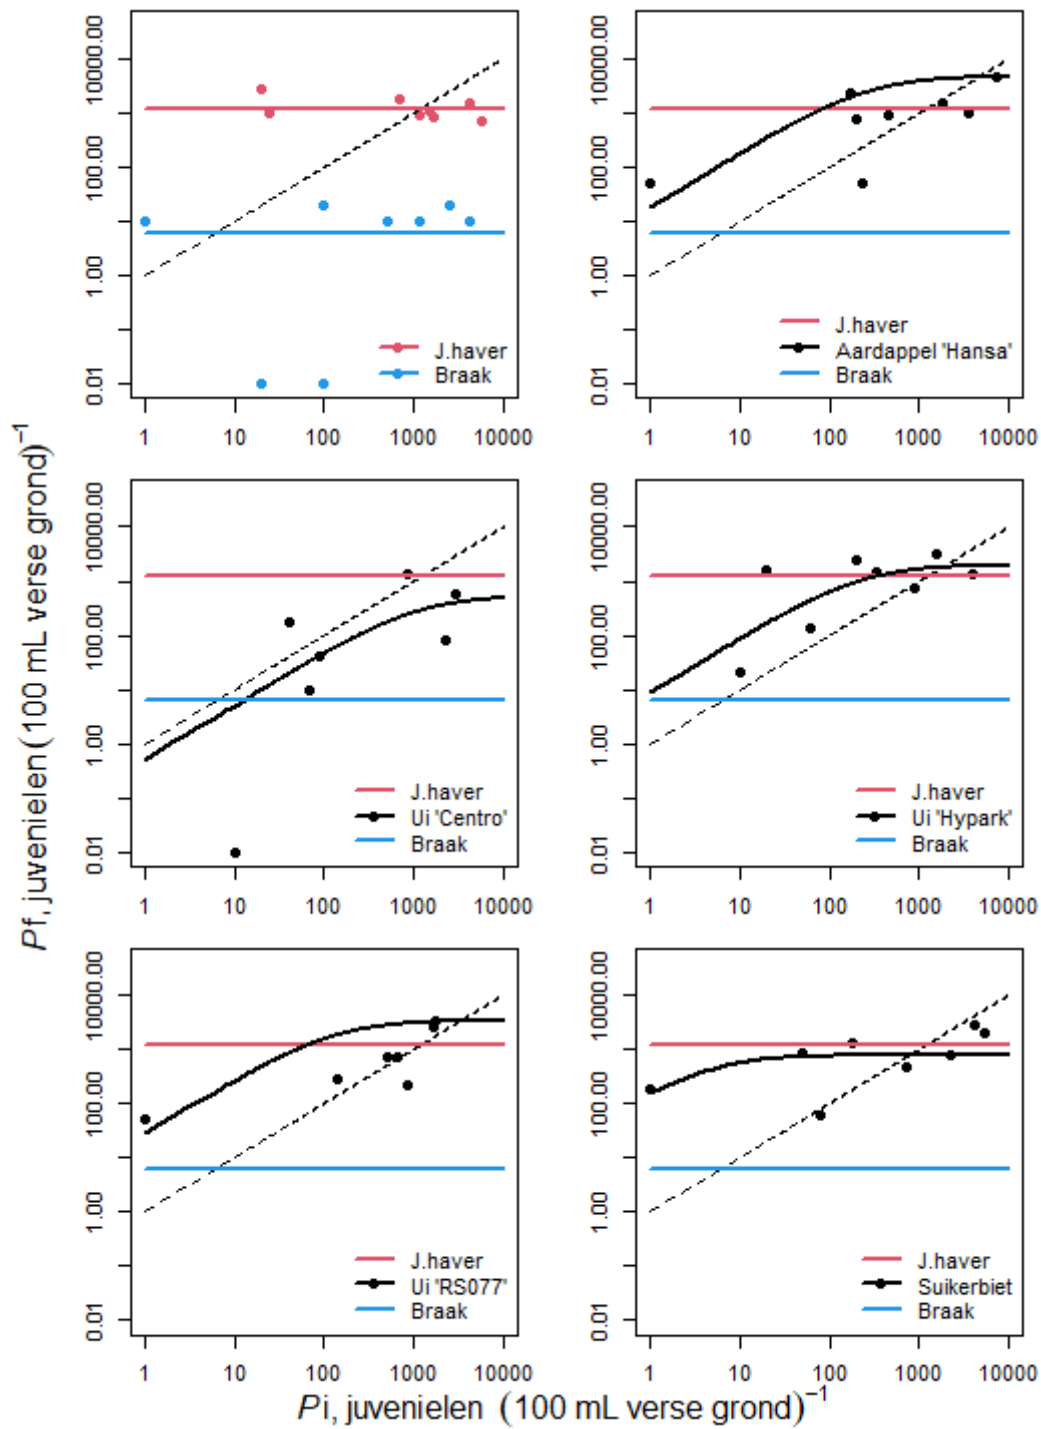 10000.00
100.00
1.00
0.01
1 10 100 1000 10000
J.haver
Braak
10000.00
100.00
1.00
0.01
1 10 100 1000 10000
J.haver
Aardappel 'Hansa'
Braak
10000.00
100.00
1.00
0.01
1 10 100 1000 10000
J.haver
Ui 'Centro'
Braak
10000.00
100.00
1.00
0.01
1 10 100 1000 10000
J.haver
Ui 'Hypark'
Braak
10000.00
100.00
1.00
0.01
1 10 100 1000 10000
J.haver
Ui 'RS077'
Braak
10000.00
100.00
1.00
0.01
1 10 100 1000 10000
J.haver
Suikerbiet
Braak
Pf, juvenielen (100 mL verse grond)⁻¹
Pi, juvenielen (100 mL verse grond)⁻¹